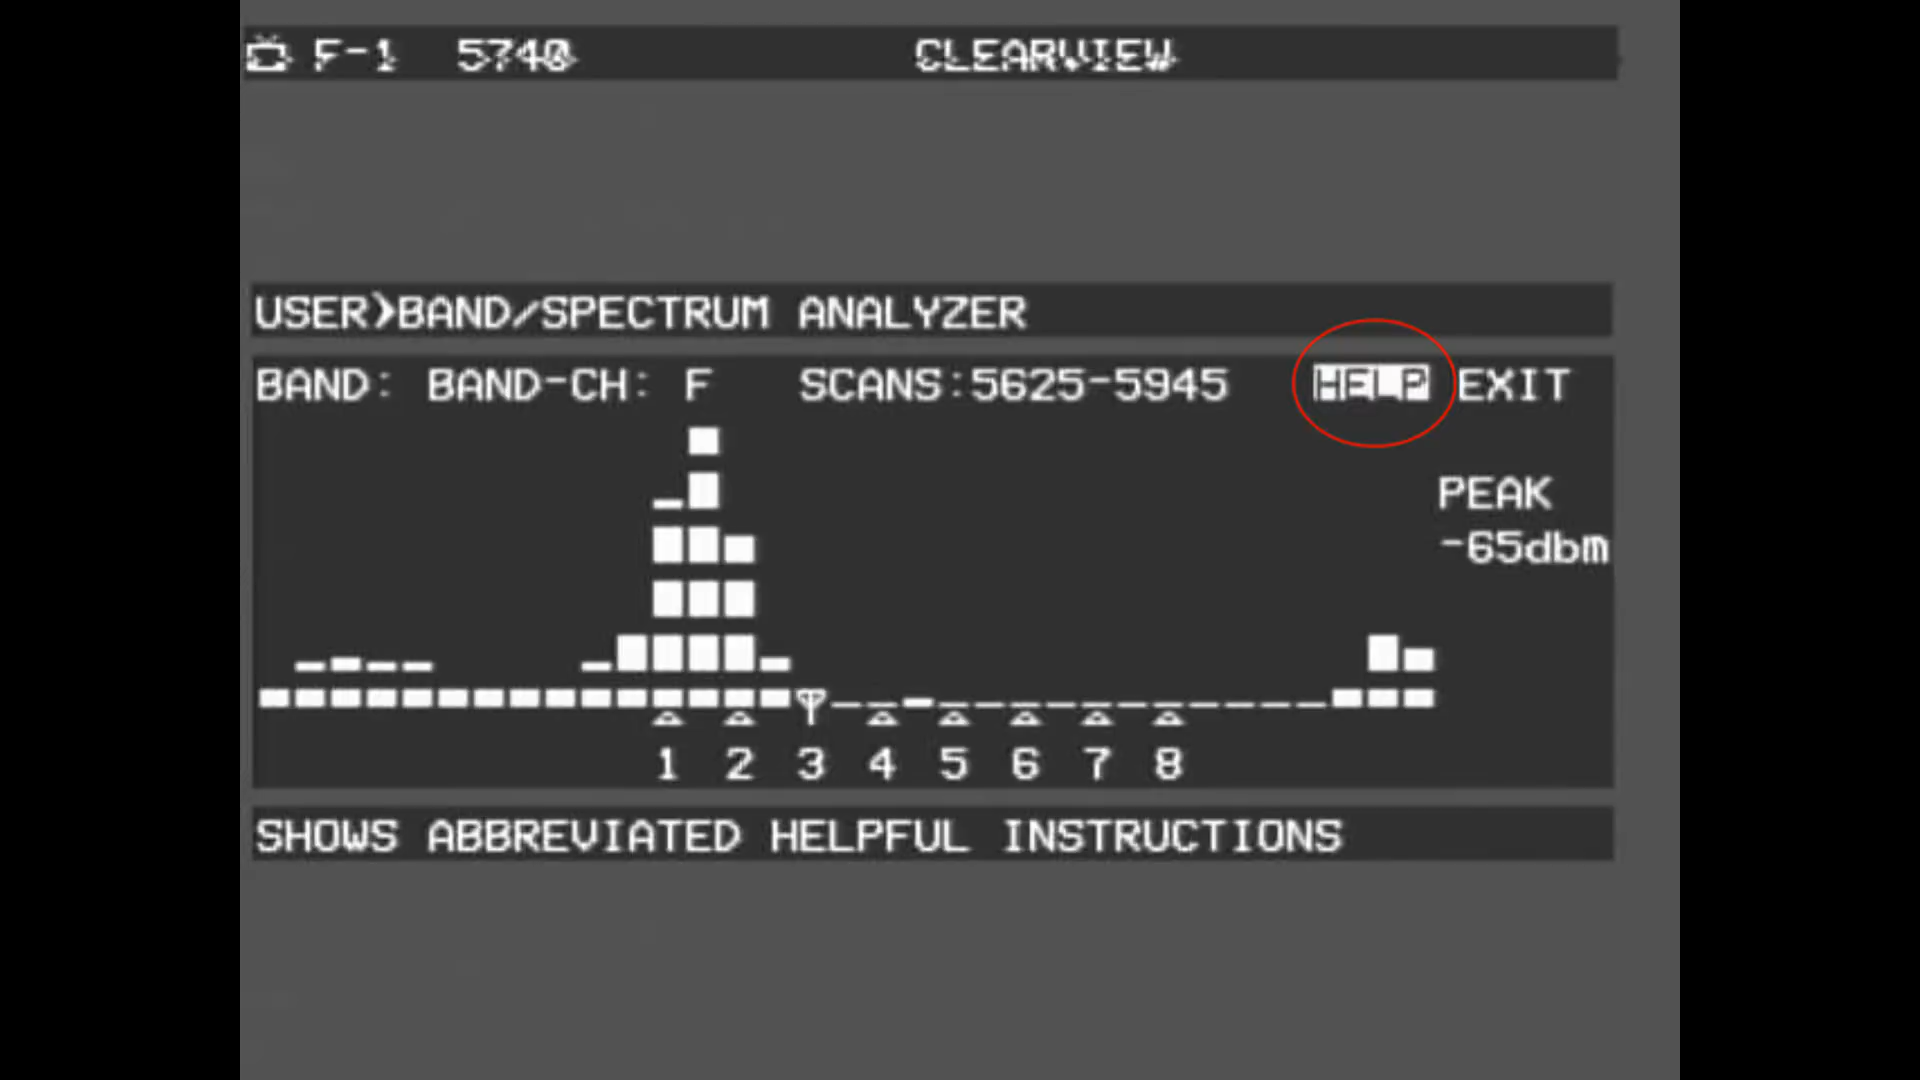 F-1 5740 CLEARVIEW
USER>BAND/SPECTRUM ANALYZER
BAND: BAND-CH: F SCANS:5625-5945 HELP EXIT
PEAK
-65dbm
1 2 3 4 5 6 7 8
SHOWS ABBREVIATED HELPFUL INSTRUCTIONS